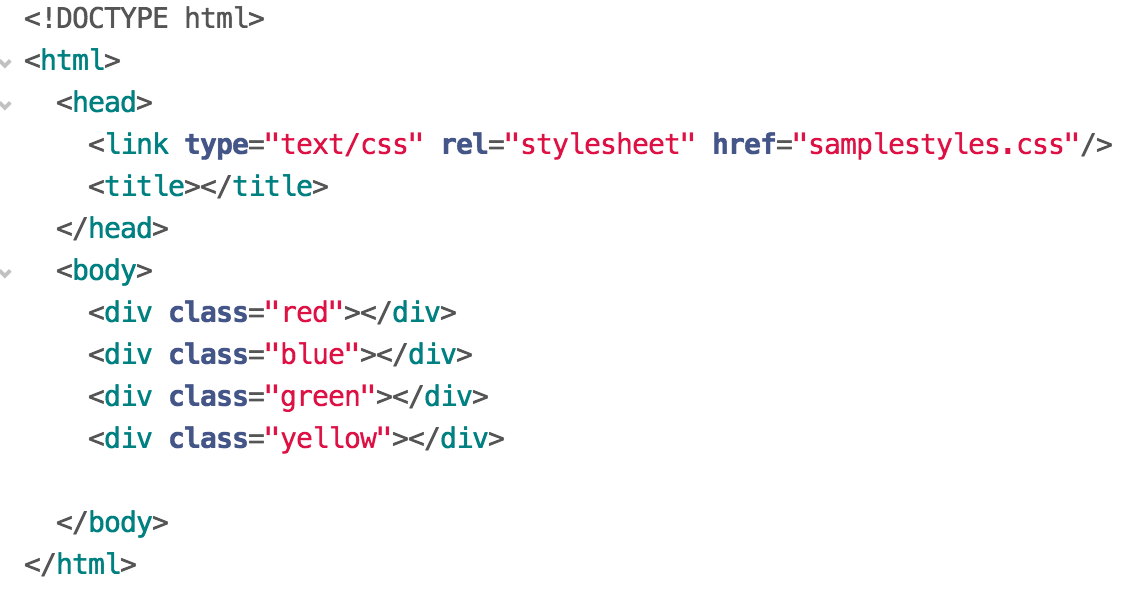 <!DOCTYPE html>
<html>
<head>
<link type="text/css" rel="stylesheet" href="samplestyles.css"/>
<title></title>
</head>
<body>
<div class="red"></div>
<div class="blue"></div>
<div class="green"></div>
<div class="yellow"></div>
</body>
</html>